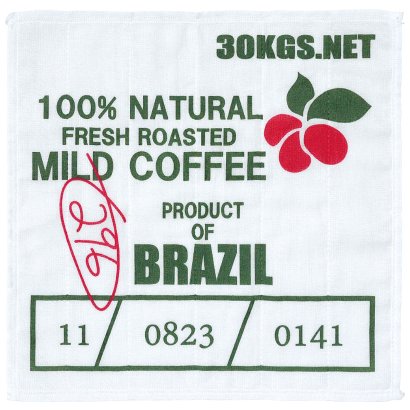 30KGS.NET
100% NATURAL
FRESH ROASTED
MILD COFFEE
PRODUCT
OF
BRAZIL
11 / 0823 / 0141